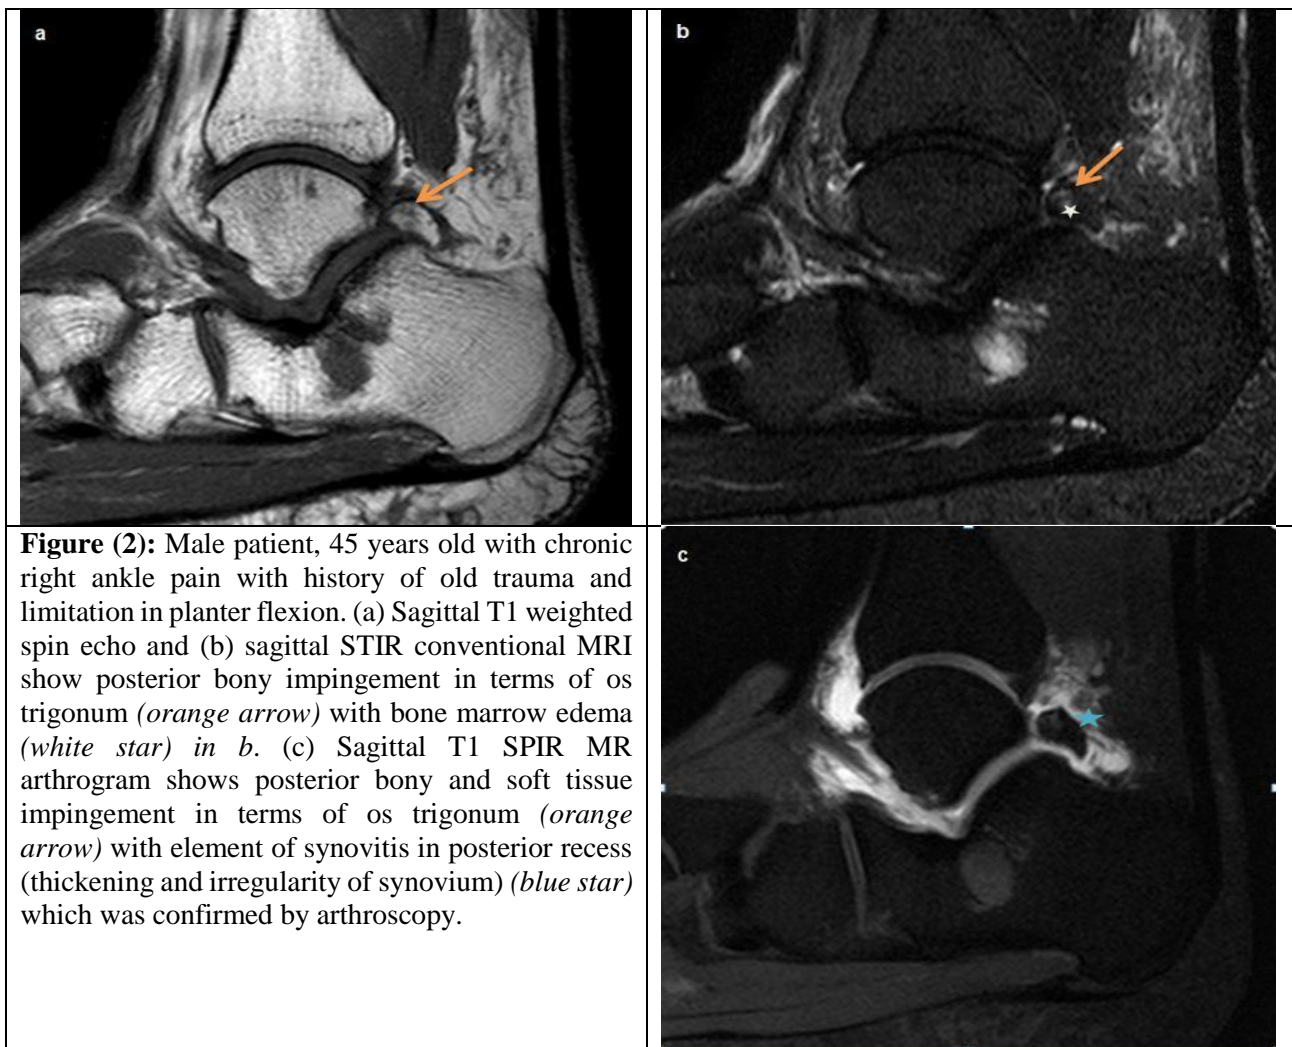 a
b
Figure (2): Male patient, 45 years old with chronic
right ankle pain with history of old trauma and
limitation in planter flexion. (a) Sagittal T1 weighted
spin echo and (b) sagittal STIR conventional MRI
show posterior bony impingement in terms of os
trigonum (orange arrow) with bone marrow edema
(white star) in b. (c) Sagittal T1 SPIR MR
arthrogram shows posterior bony and soft tissue
impingement in terms of os trigonum (orange
arrow) with element of synovitis in posterior recess
(thickening and irregularity of synovium) (blue star)
which was confirmed by arthroscopy.
c